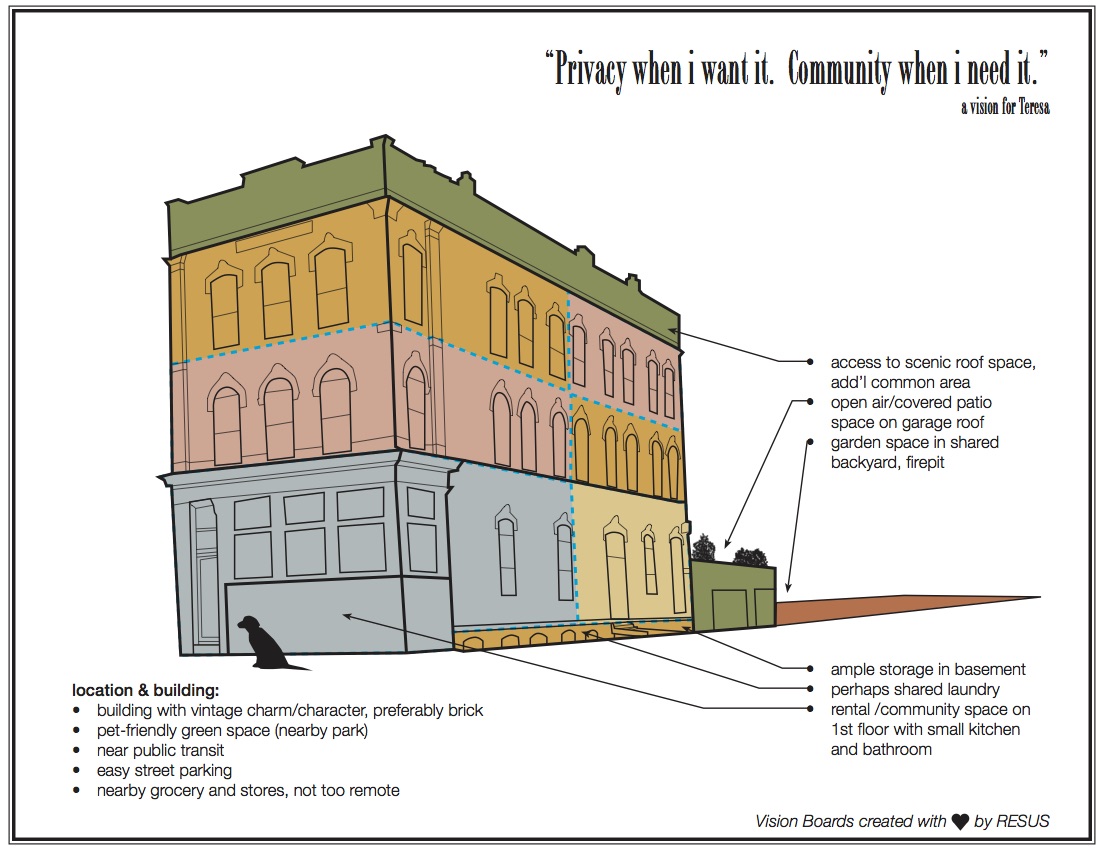 “Privacy when i want it. Community when i need it.”
a vision for Teresa
• access to scenic roof space,
add’l common area
• open air/covered patio
space on garage roof
• garden space in shared
backyard, firepit
• ample storage in basement
• perhaps shared laundry
• rental /community space on
1st floor with small kitchen
and bathroom
location & building:
• building with vintage charm/character, preferably brick
• pet-friendly green space (nearby park)
• near public transit
• easy street parking
• nearby grocery and stores, not too remote
Vision Boards created with ♥ by RESUS